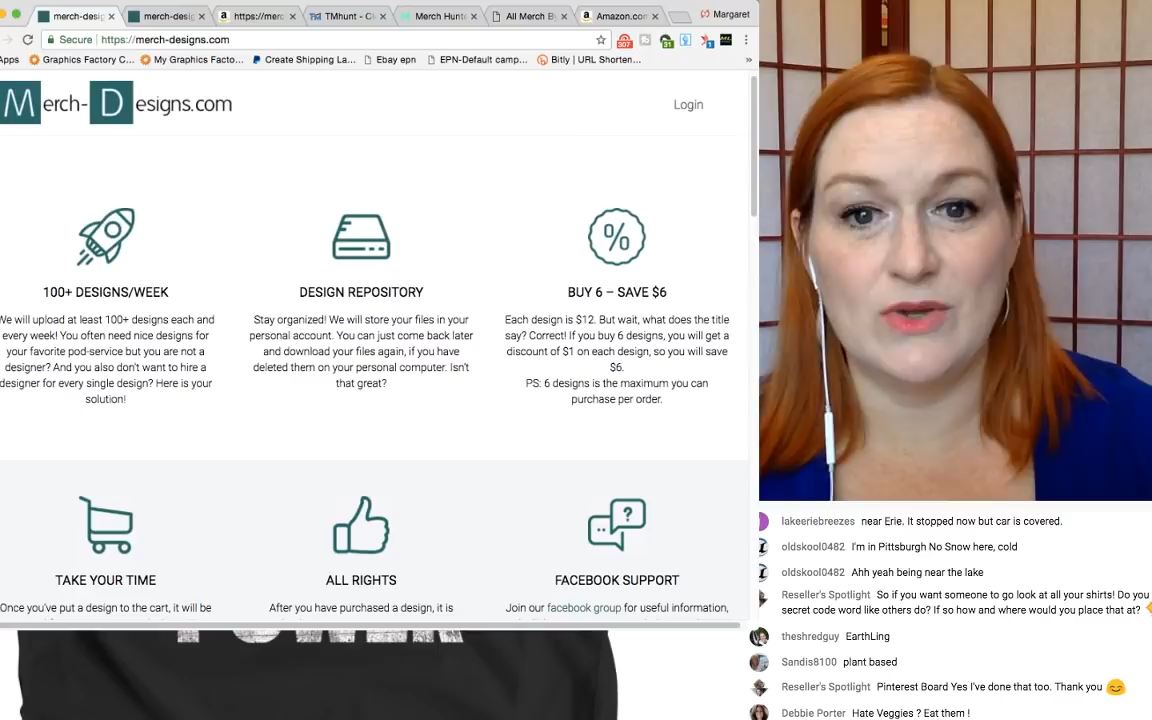 merch-desig
merch-desig
https://merc
TMhunt - Cl
Merch Hunt
All Merch By
Amazon.com
Margaret
Secure
https://merch-designs.com
307
31
1
Apps
Graphics Factory C...
My Graphics Facto...
Create Shipping La...
Ebay epn
EPN-Default camp...
Bitly | URL Shorten...
»
Merch-Designs.com
Login
100+ DESIGNS/WEEK
We will upload at least 100+ designs each and
every week! You often need nice designs for
your favorite pod-service but you are not a
designer? And you also don't want to hire a
designer for every single design? Here is your
solution!
DESIGN REPOSITORY
Stay organized! We will store your files in your
personal account. You can just come back later
and download your files again, if you have
deleted them on your personal computer. Isn't
that great?
BUY 6 – SAVE $6
Each design is $12. But wait, what does the title
say? Correct! If you buy 6 designs, you will get a
discount of $1 on each design, so you will save
$6.
PS: 6 designs is the maximum you can
purchase per order.
TAKE YOUR TIME
Once you've put a design to the cart, it will be
ALL RIGHTS
After you have purchased a design, it is
FACEBOOK SUPPORT
Join our facebook group for useful information,
lakeeriebreezes near Erie. It stopped now but car is covered.
oldskool0482 I'm in Pittsburgh No Snow here, cold
oldskool0482 Ahh yeah being near the lake
Reseller's Spotlight So if you want someone to go look at all your shirts! Do you
secret code word like others do? If so how and where would you place that at?
theshredguy EarthLing
Sandis8100 plant based
Reseller's Spotlight Pinterest Board Yes I've done that too. Thank you 😊
Debbie Porter Hate Veggies ? Eat them !